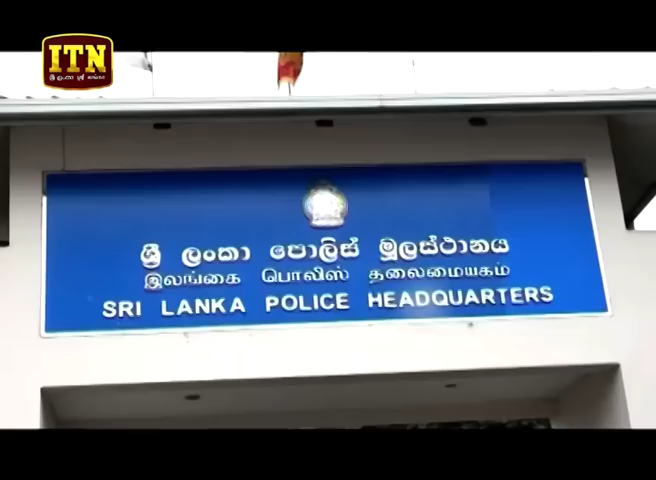 ITN
ශ්‍රී ලංකා පොලිස් මූලස්ථානය
இலங்கை பொலிஸ் தலைமையகம்
SRI LANKA POLICE HEADQUARTERS